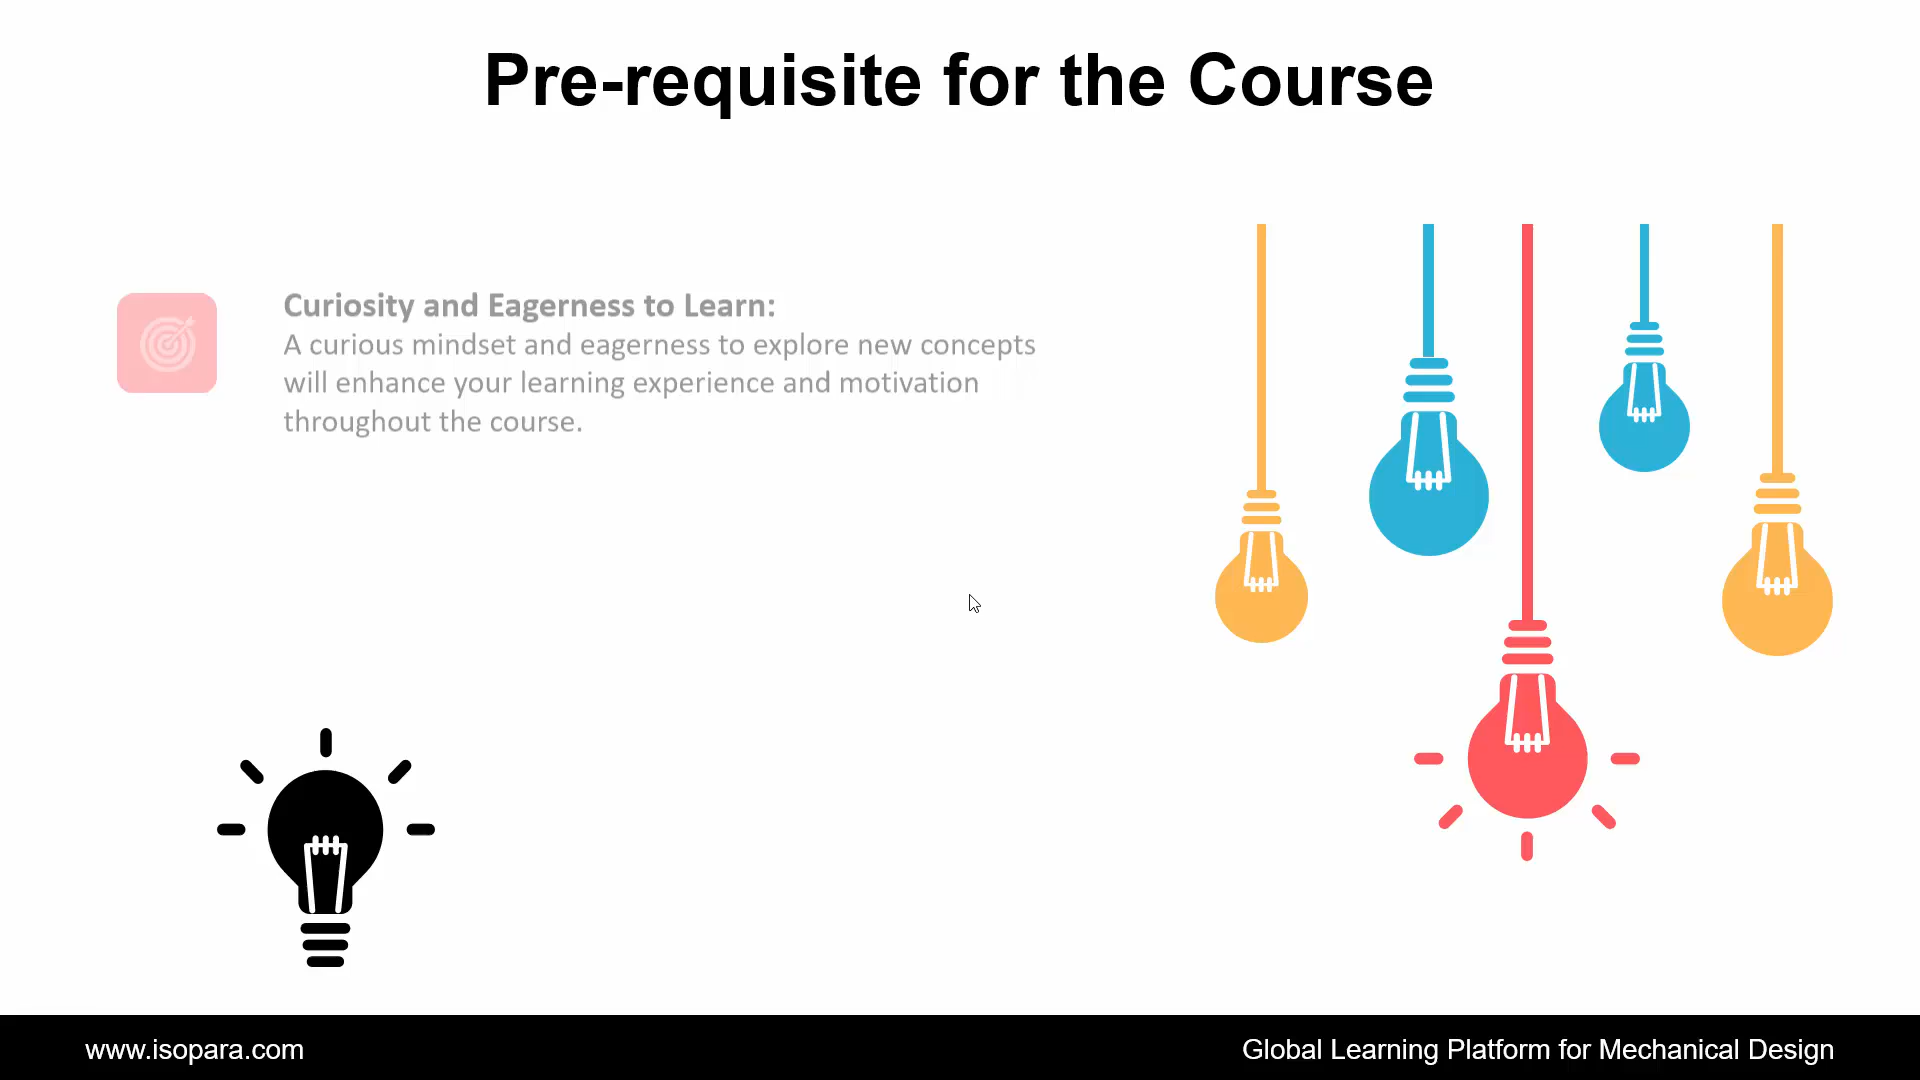 Pre-requisite for the Course
Curiosity and Eagerness to Learn:
A curious mindset and eagerness to explore new concepts
will enhance your learning experience and motivation
throughout the course.
www.isopara.com
Global Learning Platform for Mechanical Design